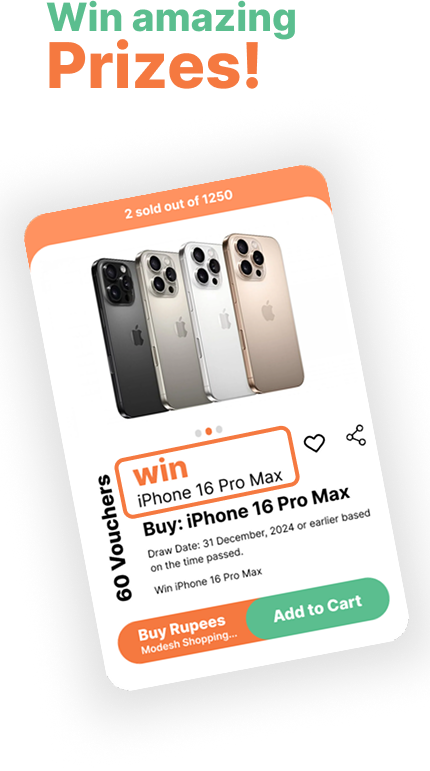 Win amazing
Prizes!
2 sold out of 1250
win
iPhone 16 Pro Max
60 Vouchers
Buy: iPhone 16 Pro Max
Draw Date: 31 December, 2024 or earlier based
on the time passed.
Win iPhone 16 Pro Max
Buy Rupees
Modesh Shopping...
Add to Cart